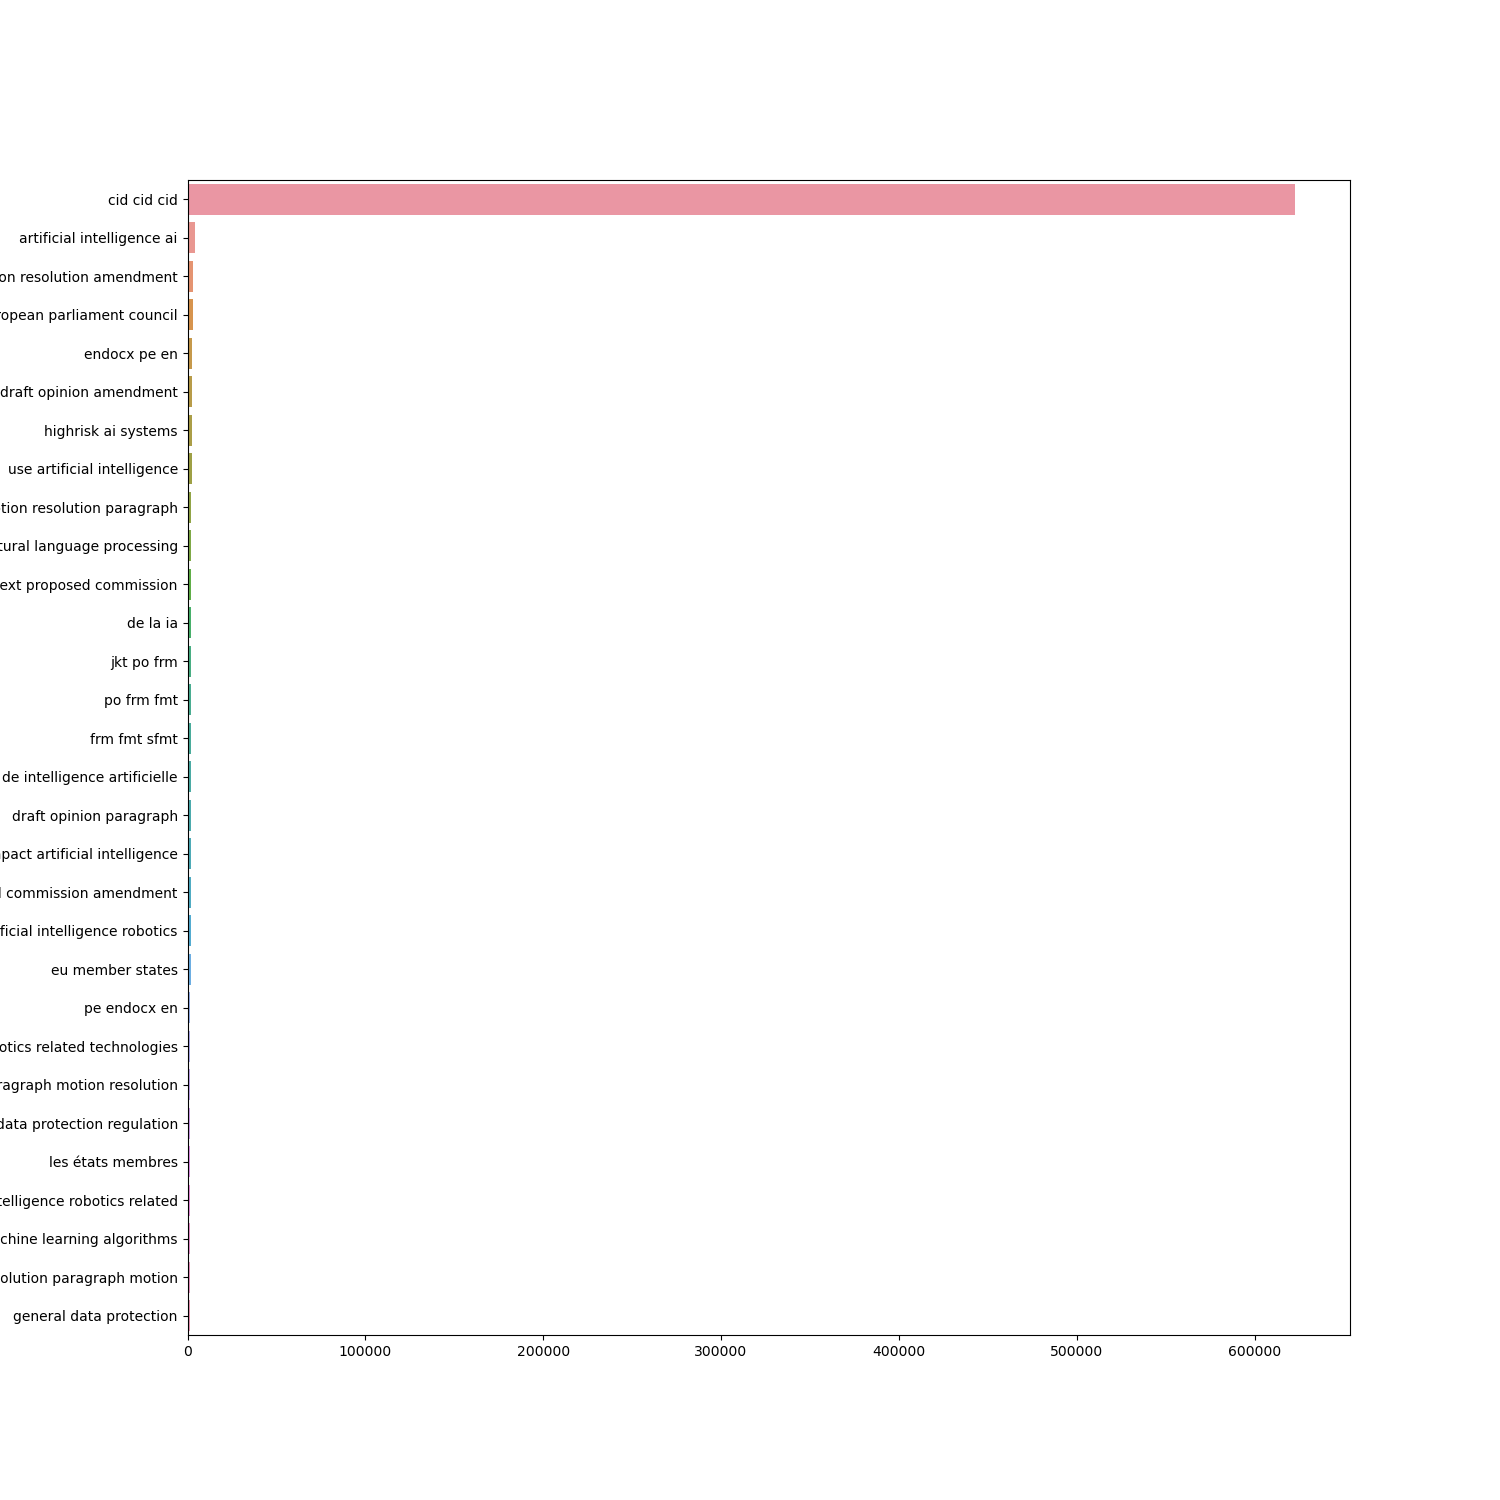 cid cid cid
artificial intelligence ai
on resolution amendment
ropean parliament council
endocx pe en
draft opinion amendment
highrisk ai systems
use artificial intelligence
tion resolution paragraph
tural language processing
ext proposed commission
de la ia
jkt po frm
po frm fmt
frm fmt sfmt
de intelligence artificielle
draft opinion paragraph
pact artificial intelligence
commission amendment
ficial intelligence robotics
eu member states
pe endocx en
otics related technologies
ragraph motion resolution
data protection regulation
les états membres
telligence robotics related
chine learning algorithms
olution paragraph motion
general data protection
0 100000 200000 300000 400000 500000 600000